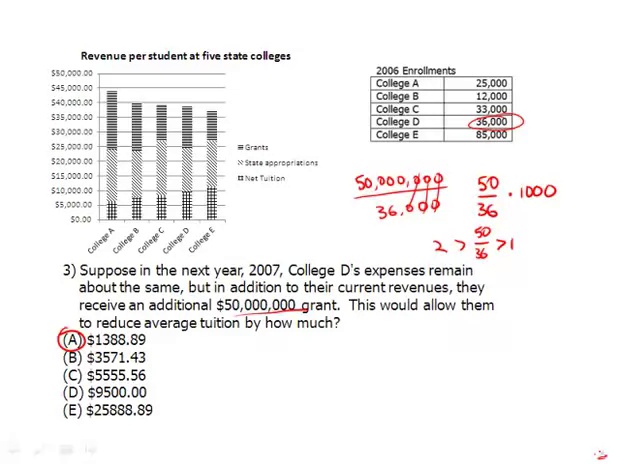 Revenue per student at five state colleges
$50,000.00
$45,000.00
$40,000.00
$35,000.00
$30,000.00
$25,000.00
$20,000.00
$15,000.00
$10,000.00
$5,000.00
$0.00
College A
College B
College C
College D
College E
Grants
State appropriations
Net Tuition
2006 Enrollments
College A 25,000
College B 12,000
College C 33,000
College D 36,000
College E 85,000
50,000,000
36,000
50
36 · 1000
2 > 50/36 > 1
3) Suppose in the next year, 2007, College D's expenses remain
about the same, but in addition to their current revenues, they
receive an additional $50,000,000 grant. This would allow them
to reduce average tuition by how much?
(A) $1388.89
(B) $3571.43
(C) $5555.56
(D) $9500.00
(E) $25888.89